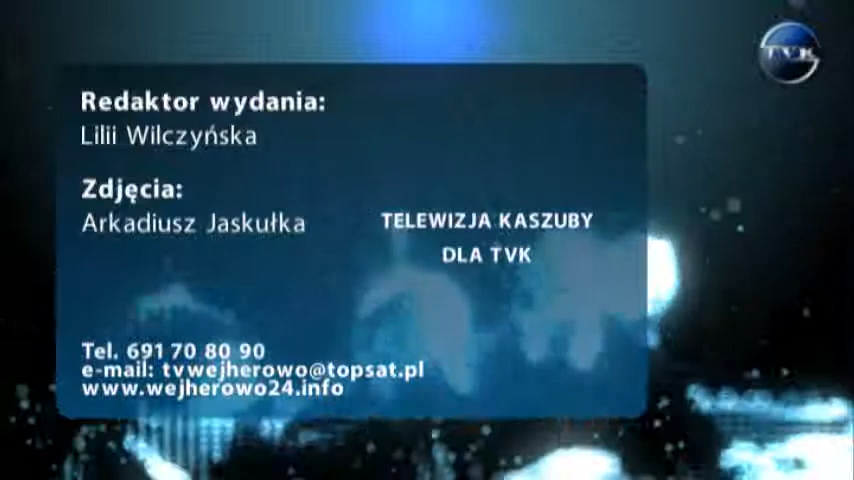 TVK
Redaktor wydania:
Lilii Wilczyńska
Zdjęcia:
Arkadiusz Jaskułka
TELEWIZJA KASZUBY
DLA TVK
Tel. 691 70 80 90
e-mail: tvwejherowo@topsat.pl
www.wejherowo24.info